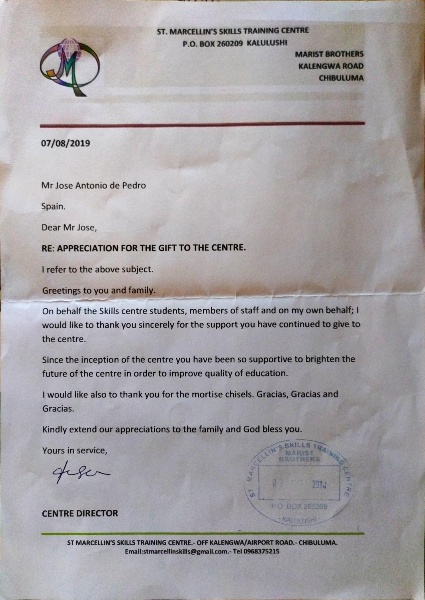 ST. MARCELLIN'S SKILLS TRAINING CENTRE
P.O. BOX 260209 KALULUSHI
MARIST BROTHERS
KALENGWA ROAD
CHIBULUMA
M
07/08/2019
Mr Jose Antonio de Pedro
Spain.
Dear Mr Jose,
RE: APPRECIATION FOR THE GIFT TO THE CENTRE.
I refer to the above subject.
Greetings to you and family.
On behalf the Skills centre students, members of staff and on my own behalf; I
would like to thank you sincerely for the support you have continued to give to
the centre.
Since the inception of the centre you have been so supportive to brighten the
future of the centre in order to improve quality of education.
I would like also to thank you for the mortise chisels. Gracias, Gracias and
Gracias.
Kindly extend our appreciations to the family and God bless you.
Yours in service,
CENTRE DIRECTOR
ST MARCELLIN'S SKILLS TRAINING CENTRE
MARIST
BROTHERS
P.O BOX 260209
KALULUSHI
ST MARCELLIN'S SKILLS TRAINING CENTRE.- OFF KALENGWA/AIRPORT ROAD.- CHIBULUMA.
Email:stmarcellinskills@gmail.com.- Tel 0968375215